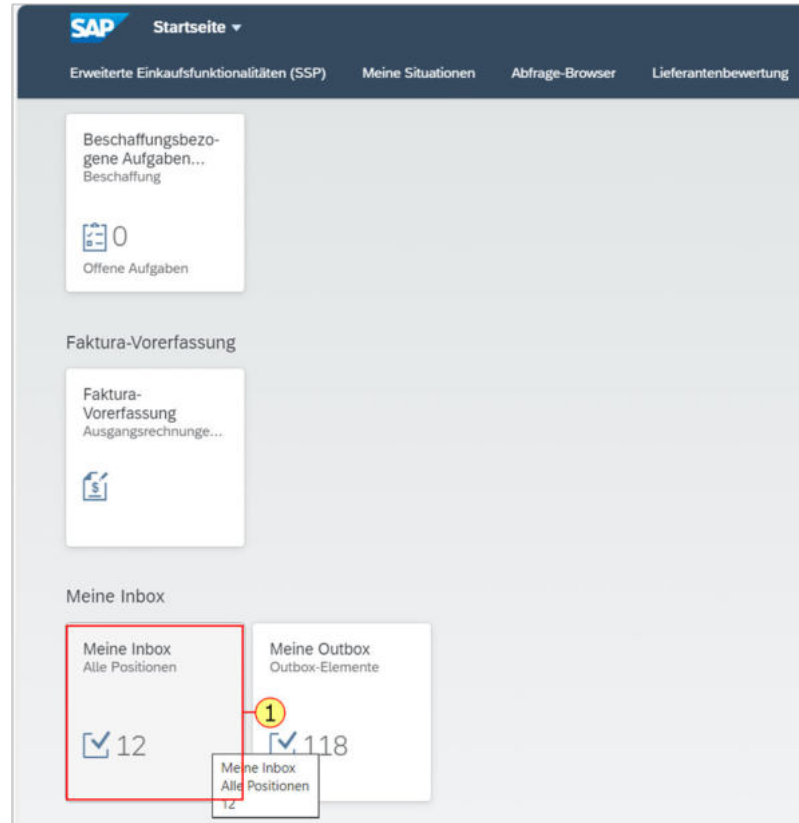 SAP Startseite
Erweiterte Einkaufsfunktionalitäten (SSP) Meine Situationen Abfrage-Browser Lieferantenbewertung
Beschaffungsbezo-
gene Aufgaben...
Beschaffung
0
Offene Aufgaben
Faktura-Vorerfassung
Faktura-
Vorerfassung
Ausgangsrechnunge...
$
Meine Inbox
Meine Inbox
Alle Positionen
12
1
Meine Outbox
Outbox-Elemente
118
Meine Inbox
Alle Positionen
12